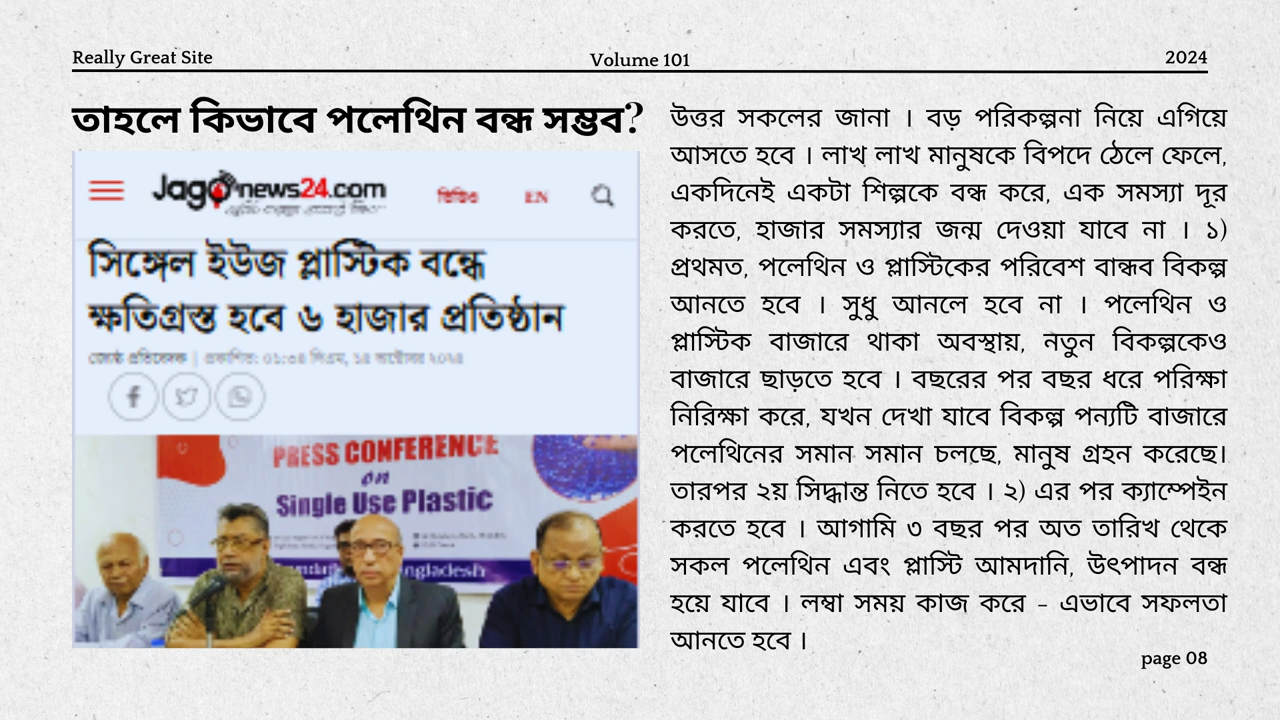 Really Great Site
Volume 101
2024
তাহলে কিভাবে পলেথিন বন্ধ সম্ভব?
Jagonews24.com
ভিডিও
EN
সিঙ্গেল ইউজ প্লাস্টিক বন্ধে
ক্ষতিগ্রস্ত হবে ৬ হাজার প্রতিষ্ঠান
জ্যেষ্ঠ প্রতিবেদক | প্রকাশিত:
PRESS CONFERENCE
on
Single Use Plastic
উত্তর সকলের জানা । বড় পরিকল্পনা নিয়ে এগিয়ে
আসতে হবে । লাখ্ লাখ মানুষকে বিপদে ঠেলে ফেলে,
একদিনেই একটা শিল্পকে বন্ধ করে, এক সমস্যা দূর
করতে, হাজার সমস্যার জন্ম দেওয়া যাবে না । ১)
প্রথমত, পলেথিন ও প্লাস্টিকের পরিবেশ বান্ধব বিকল্প
আনতে হবে । সুধু আনলে হবে না । পলেথিন ও
প্লাস্টিক বাজারে থাকা অবস্থায়, নতুন বিকল্পকেও
বাজারে ছাড়তে হবে । বছরের পর বছর ধরে পরিক্ষা
নিরিক্ষা করে, যখন দেখা যাবে বিকল্প পন্যটি বাজারে
পলেথিনের সমান সমান চলছে, মানুষ গ্রহন করেছে।
তারপর ২য় সিদ্ধান্ত নিতে হবে । ২) এর পর ক্যাম্পেইন
করতে হবে । আগামি ৩ বছর পর অত তারিখ থেকে
সকল পলেথিন এবং প্লাস্টি আমদানি, উৎপাদন বন্ধ
হয়ে যাবে । লম্বা সময় কাজ করে - এভাবে সফলতা
আনতে হবে ।
page 08